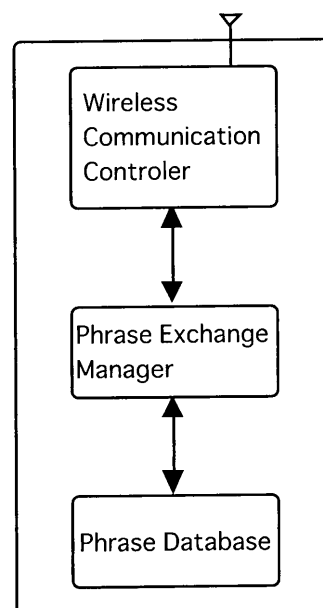 Wireless
Communication
Controler
Phrase Exchange
Manager
Phrase Database